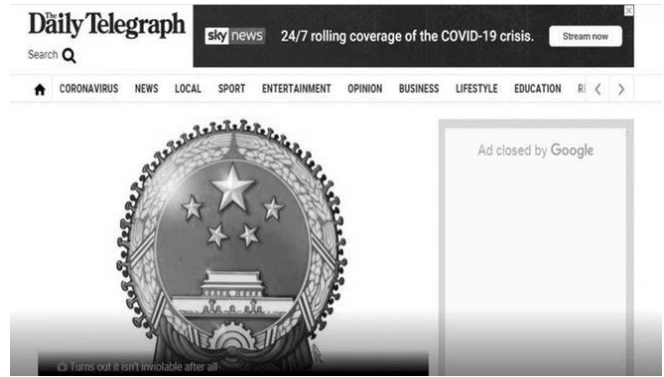 The
Daily Telegraph
sky news
24/7 rolling coverage of the COVID-19 crisis.
Stream now
Search
CORONAVIRUS NEWS LOCAL SPORT ENTERTAINMENT OPINION BUSINESS LIFESTYLE EDUCATION
Ad closed by Google
Turns out it isn't inviolable after all